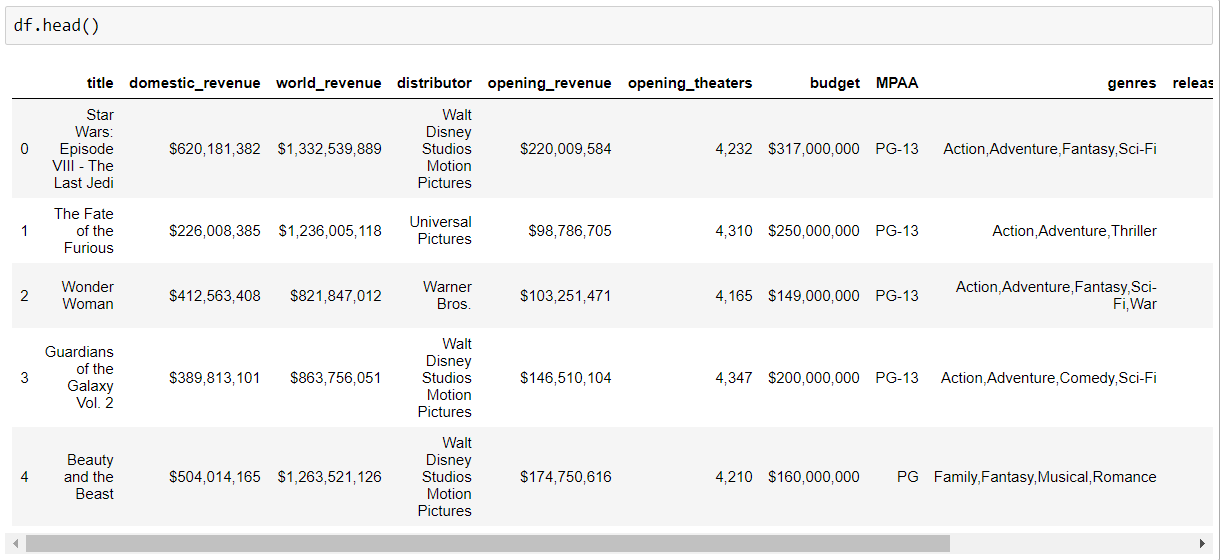 df.head()
title domestic_revenue world_revenue distributor opening_revenue opening_theaters budget MPAA genres releas
0 Star Wars: Episode VIII - The Last Jedi $620,181,382 $1,332,539,889 Walt Disney Studios Motion Pictures $220,009,584 4,232 $317,000,000 PG-13 Action,Adventure,Fantasy,Sci-Fi
1 The Fate of the Furious $226,008,385 $1,236,005,118 Universal Pictures $98,786,705 4,310 $250,000,000 PG-13 Action,Adventure,Thriller
2 Wonder Woman $412,563,408 $821,847,012 Warner Bros. $103,251,471 4,165 $149,000,000 PG-13 Action,Adventure,Fantasy,Sci-Fi,War
3 Guardians of the Galaxy Vol. 2 $389,813,101 $863,756,051 Walt Disney Studios Motion Pictures $146,510,104 4,347 $200,000,000 PG-13 Action,Adventure,Comedy,Sci-Fi
4 Beauty and the Beast $504,014,165 $1,263,521,126 Walt Disney Studios Motion Pictures $174,750,616 4,210 $160,000,000 PG Family,Fantasy,Musical,Romance